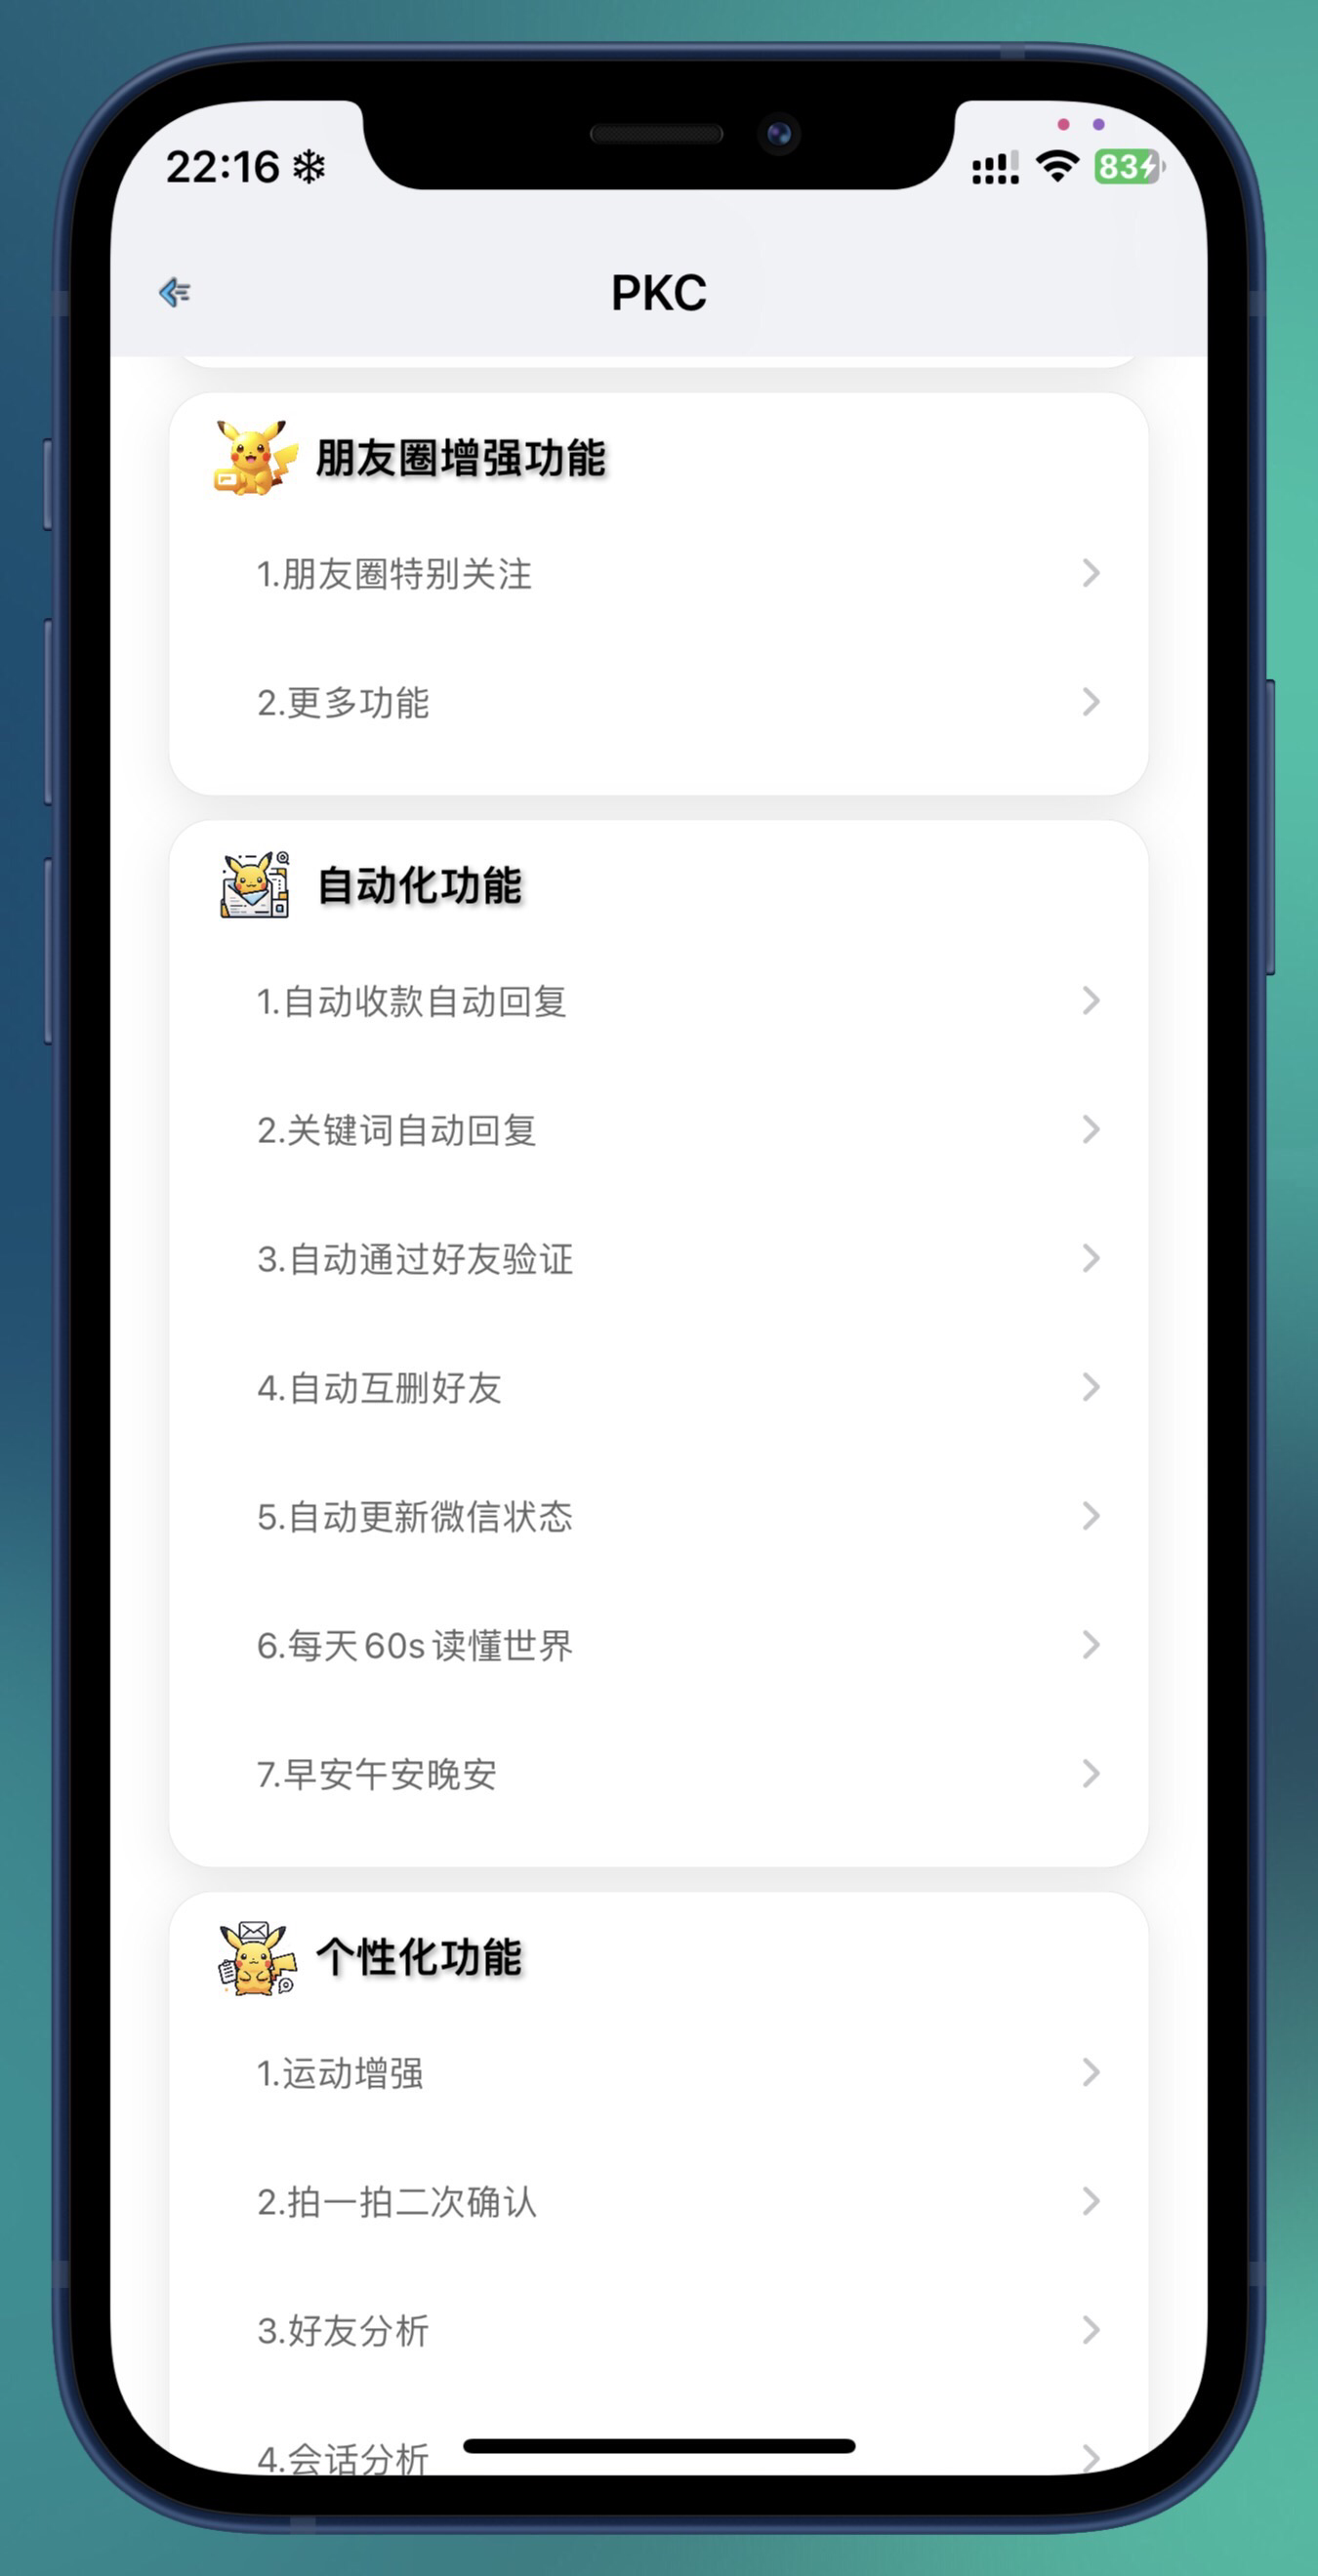 22:16
83
PKC
朋友圈增强功能
1.朋友圈特别关注
2.更多功能
自动化功能
1.自动收款自动回复
2.关键词自动回复
3.自动通过好友验证
4.自动互删好友
5.自动更新微信状态
6.每天60s读懂世界
7.早安午安晚安
个性化功能
1.运动增强
2.拍一拍二次确认
3.好友分析
4.会话分析